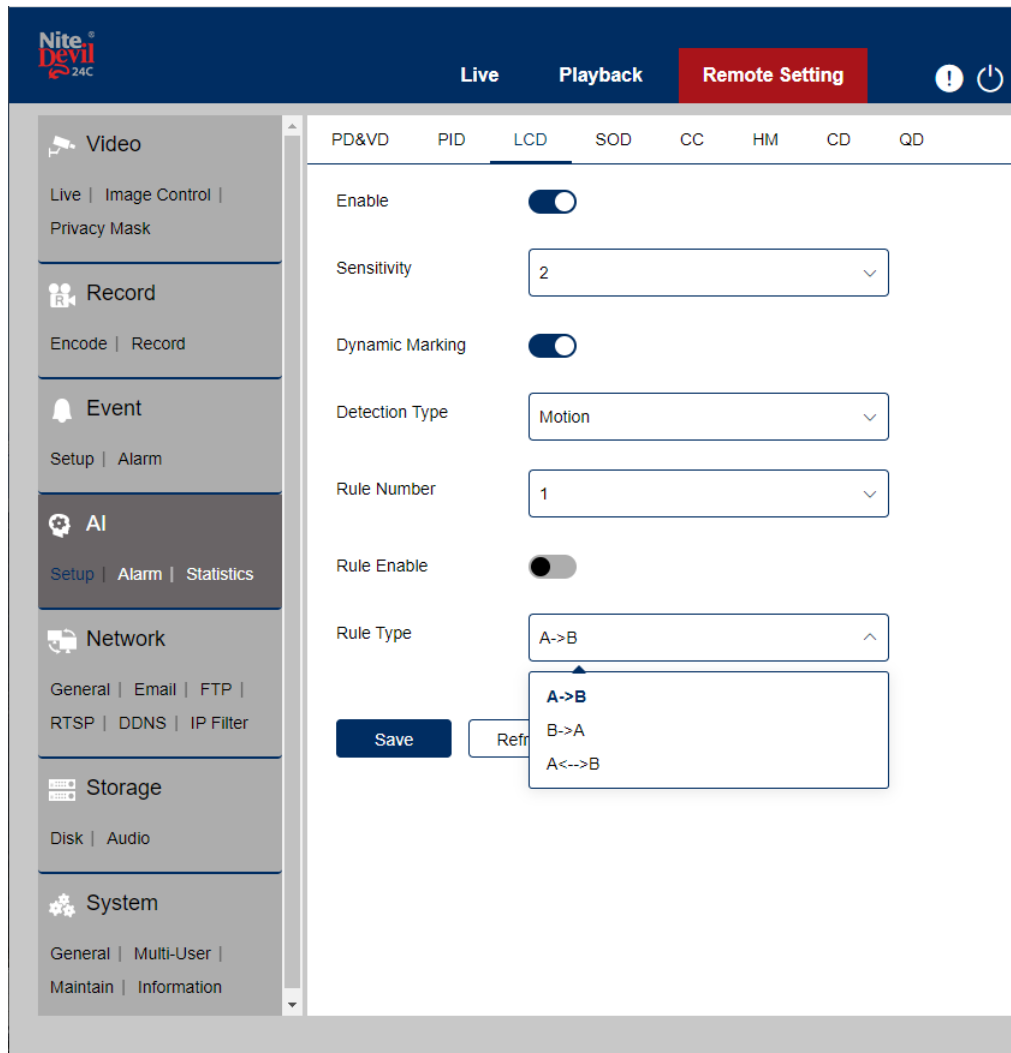 Nite ®
Devil
24C
Live Playback Remote Setting
Video
Live | Image Control |
Privacy Mask
Record
Encode | Record
Event
Setup | Alarm
AI
Setup | Alarm | Statistics
Network
General | Email | FTP |
RTSP | DDNS | IP Filter
Storage
Disk | Audio
System
General | Multi-User |
Maintain | Information
PD&VD PID LCD SOD CC HM CD QD
Enable
Sensitivity 2
Dynamic Marking
Detection Type Motion
Rule Number 1
Rule Enable
Rule Type A->B
A->B
B->A
A<-->B
Save Refr